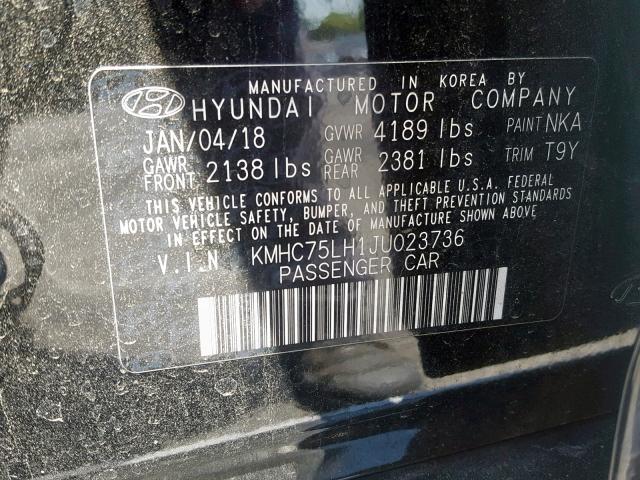 MANUFACTURED IN KOREA BY
HYUNDAI MOTOR COMPANY
JAN/04/18 GVWR 4189 lbs PAINT NKA
GAWR FRONT 2138 lbs GAWR REAR 2381 lbs TRIM T9Y
THIS VEHICLE CONFORMS TO ALL APPLICABLE U.S.A. FEDERAL
MOTOR VEHICLE SAFETY, BUMPER, AND THEFT PREVENTION STANDARDS
IN EFFECT ON THE DATE OF MANUFACTURE SHOWN ABOVE.
V.I.N KMHC75LH1JU023736
PASSENGER CAR